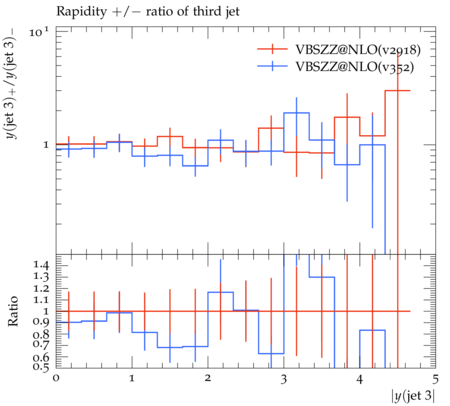 Rapidity +/− ratio of third jet
y(jet 3)₊/y(jet 3)₋
10¹
1
VBSZZ@NLO(v2918)
VBSZZ@NLO(v352)
Ratio
1.4
1.3
1.2
1.1
1
0.9
0.8
0.7
0.6
0.5
0 1 2 3 4 5
|y(jet 3|